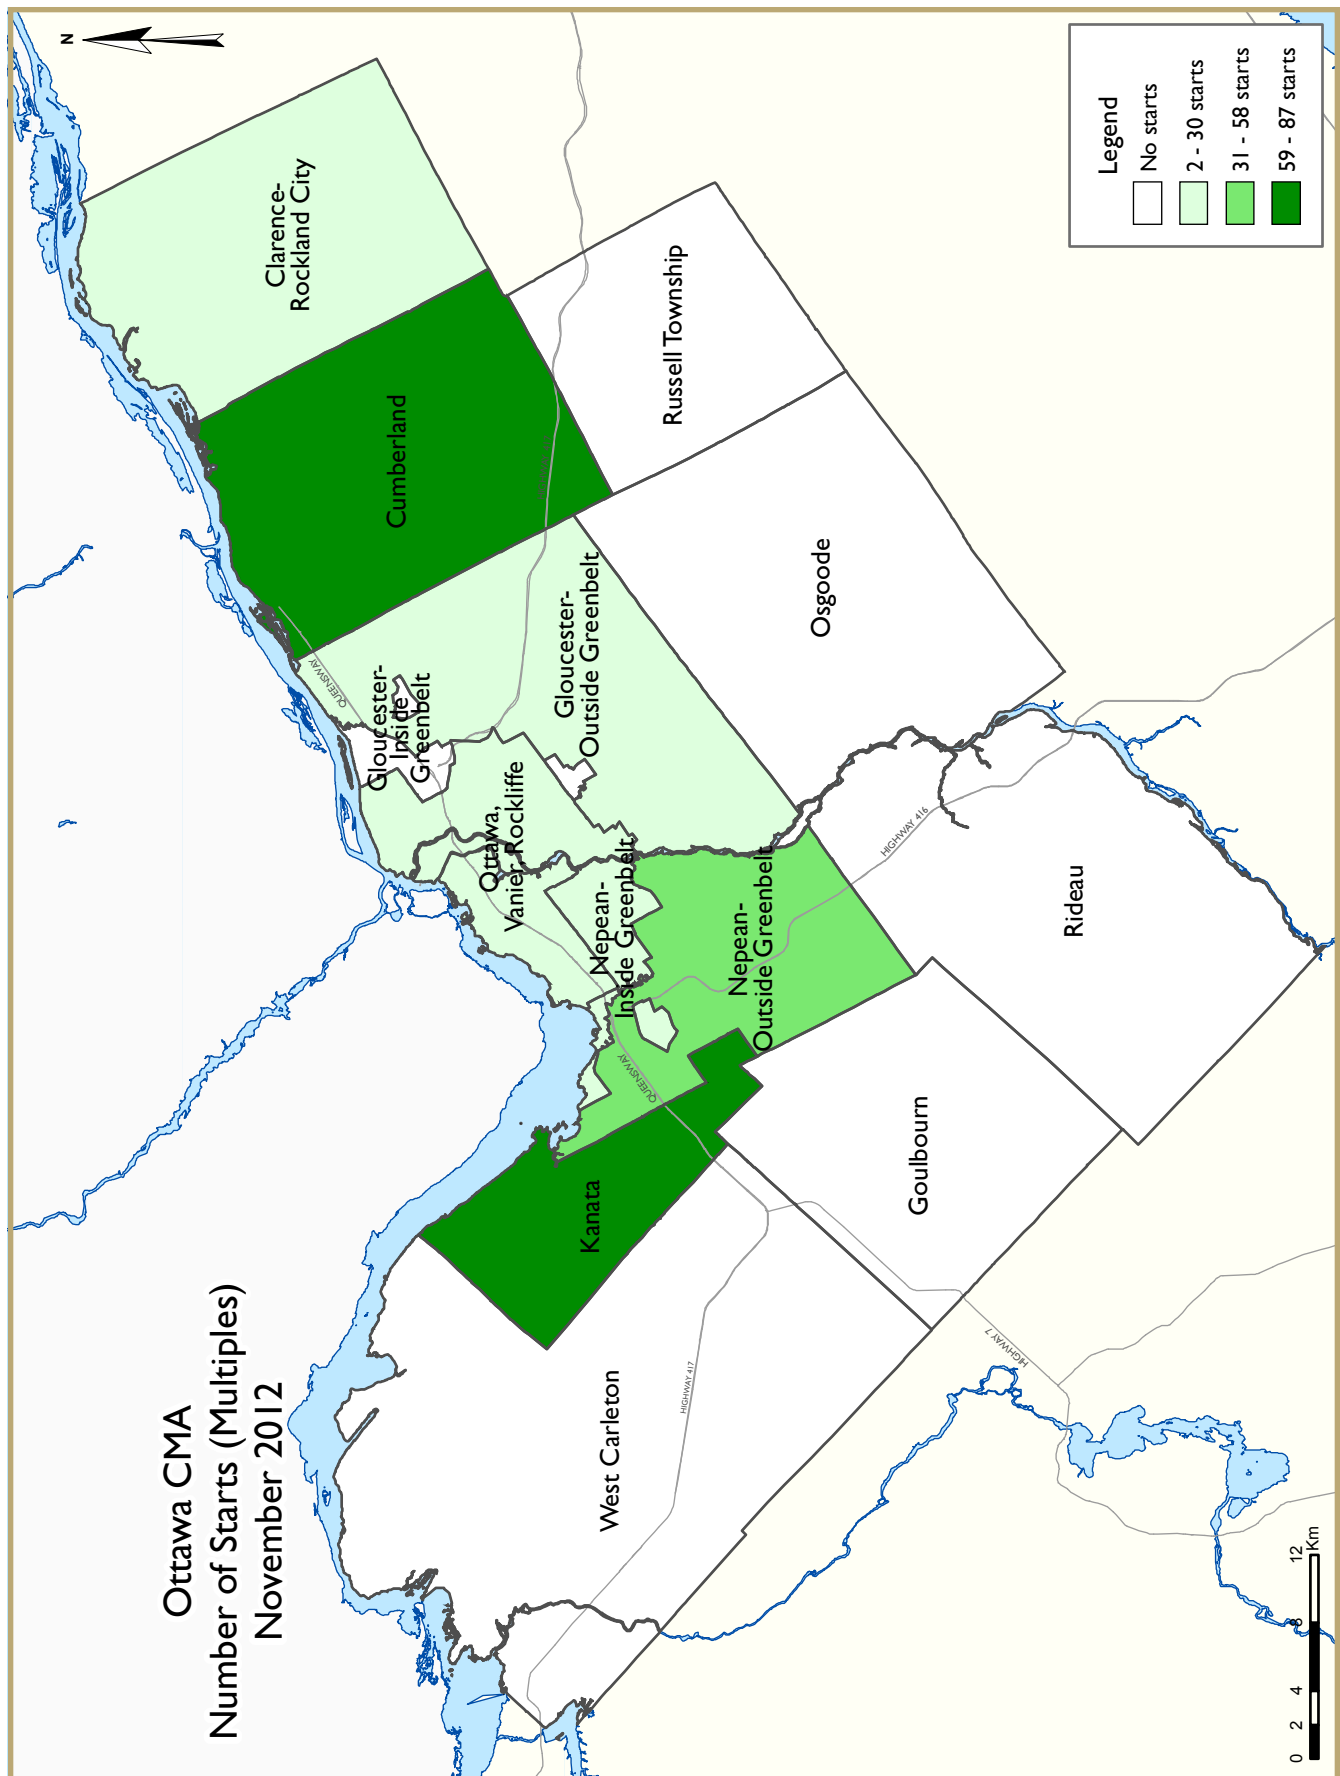 Ottawa CMA
Number of Starts (Multiples)
November 2012
N
Clarence-
Rockland City
Cumberland
Russell Township
Gloucester-
Inside
Greenbelt
Gloucester-
Outside Greenbelt
Osgoode
Ottawa,
Vanier, Rockliffe
Nepean-
Inside Greenbelt
Nepean-
Outside Greenbelt
Rideau
Kanata
Goulbourn
West Carleton
QUEENSWAY
QUEENSWAY
HIGHWAY 416
HIGHWAY 417
HIGHWAY 7
Legend
No starts
2 - 30 starts
31 - 58 starts
59 - 87 starts
0 2 4 8 12
Km